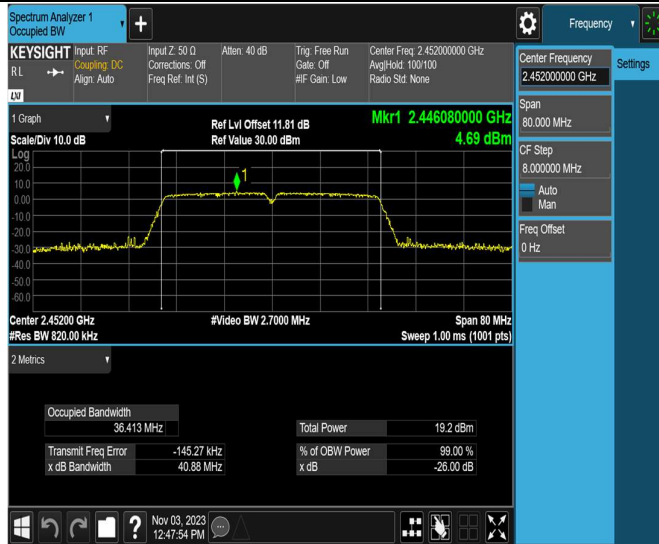 Spectrum Analyzer 1
Occupied BW
Frequency
KEYSIGHT
RL
LXI
Input: RF
Coupling: DC
Align: Auto
Input Z: 50 Ω
Corrections: Off
Freq Ref: Int (S)
Atten: 40 dB
Trig: Free Run
Gate: Off
#IF Gain: Low
Center Freq: 2.452000000 GHz
Avg|Hold: 100/100
Radio Std: None
Center Frequency
2.452000000 GHz
Settings
Span
80.000 MHz
CF Step
8.000000 MHz
Auto
Man
Freq Offset
0 Hz
1 Graph
Scale/Div 10.0 dB
Ref Lvl Offset 11.81 dB
Ref Value 30.00 dBm
Mkr1 2.446080000 GHz
4.69 dBm
Log
20.0
10.0
0.00
-10.0
-20.0
-30.0
-40.0
-50.0
-60.0
1
Center 2.45200 GHz
#Res BW 820.00 kHz
#Video BW 2.7000 MHz
Span 80 MHz
Sweep 1.00 ms (1001 pts)
2 Metrics
Occupied Bandwidth
36.413 MHz
Total Power 19.2 dBm
Transmit Freq Error -145.27 kHz
% of OBW Power 99.00 %
x dB Bandwidth 40.88 MHz
x dB -26.00 dB
Nov 03, 2023
12:47:54 PM